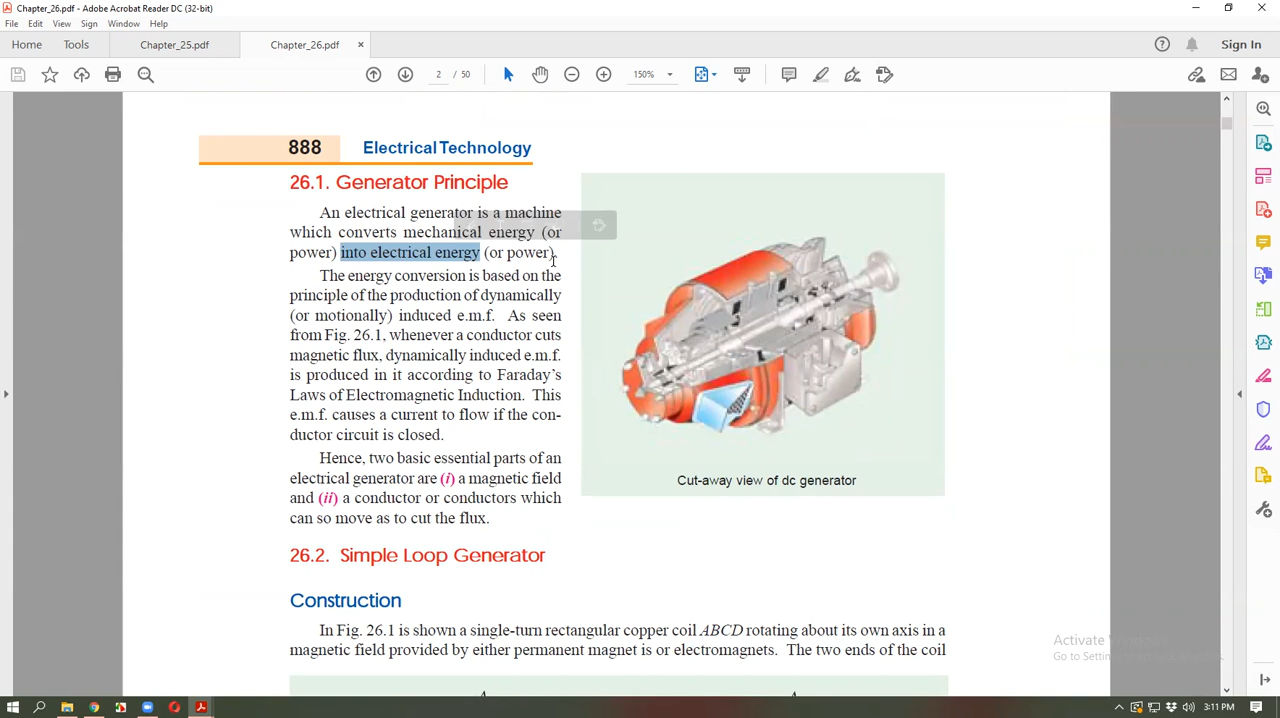 Chapter_26.pdf - Adobe Acrobat Reader DC (32-bit)
File Edit View Sign Window Help
Home Tools Chapter_25.pdf Chapter_26.pdf × Sign In
2 / 50 150%
888 Electrical Technology
26.1. Generator Principle
An electrical generator is a machine
which converts mechanical energy (or
power) into electrical energy (or power).
The energy conversion is based on the
principle of the production of dynamically
(or motionally) induced e.m.f. As seen
from Fig. 26.1, whenever a conductor cuts
magnetic flux, dynamically induced e.m.f.
is produced in it according to Faraday's
Laws of Electromagnetic Induction. This
e.m.f. causes a current to flow if the con-
ductor circuit is closed.
Hence, two basic essential parts of an
electrical generator are (i) a magnetic field
and (ii) a conductor or conductors which
can so move as to cut the flux.
Cut-away view of dc generator
26.2. Simple Loop Generator
Construction
In Fig. 26.1 is shown a single-turn rectangular copper coil ABCD rotating about its own axis in a
magnetic field provided by either permanent magnet is or electromagnets. The two ends of the coil
A A
Activate Windows
Go to Settings
3:11 PM